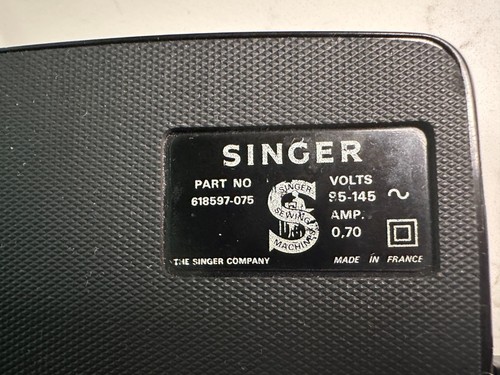 SINGER
PART NO
618597-075
SINGER
SEWING
MACHINES
VOLTS
95-145 ~
AMP.
0,70
THE SINGER COMPANY
MADE IN FRANCE